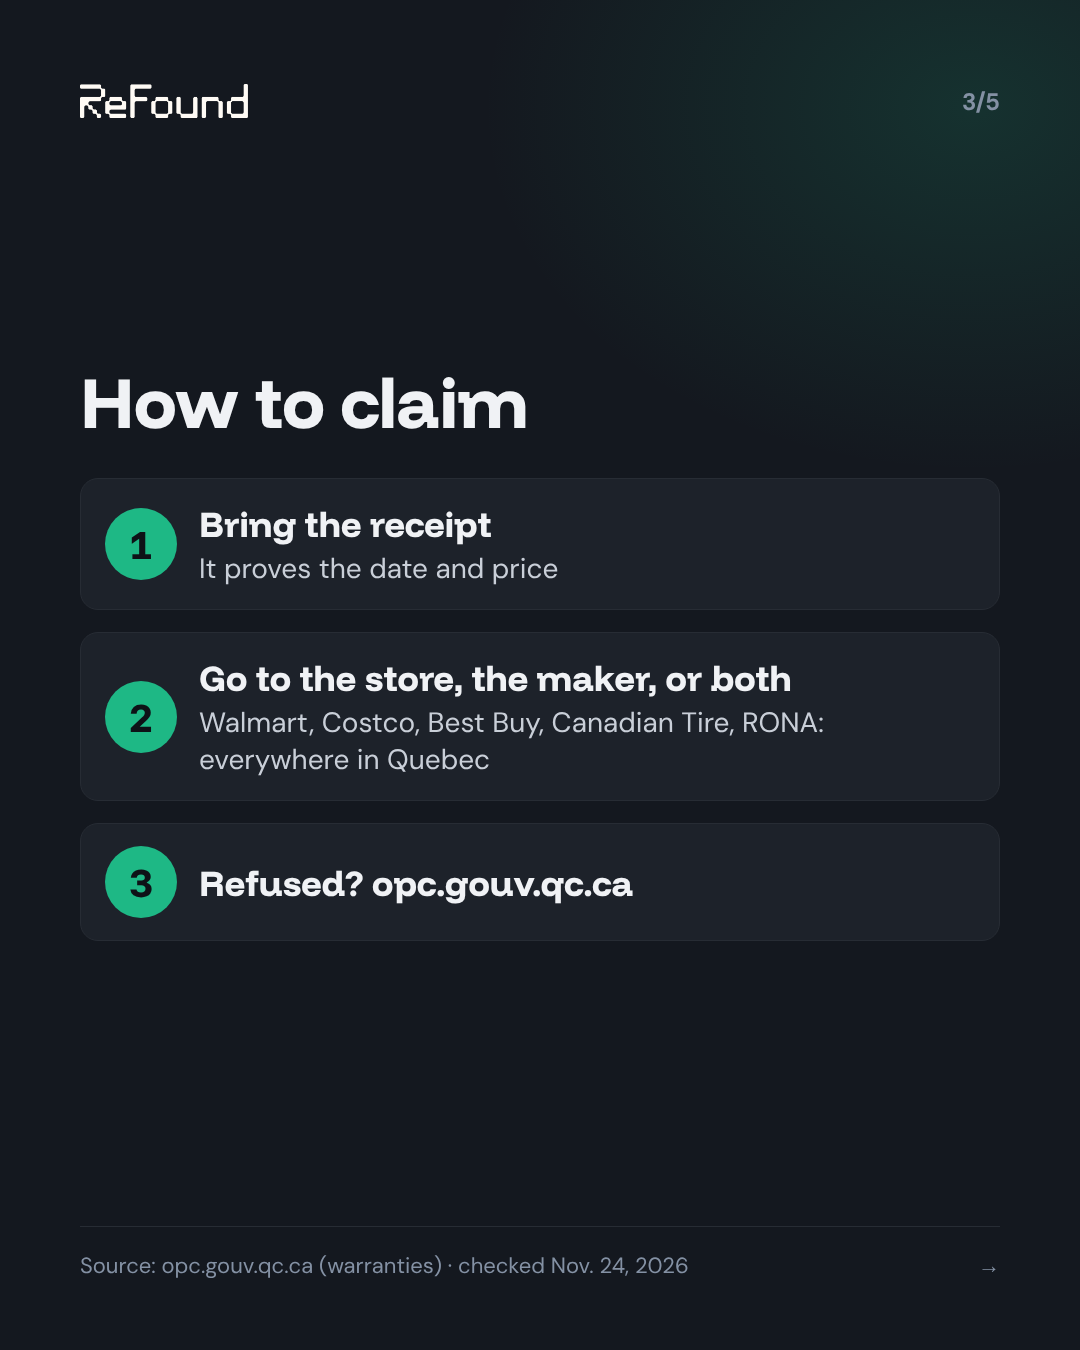 ReFound
3/5
How to claim
1
Bring the receipt
It proves the date and price
2
Go to the store, the maker, or both
Walmart, Costco, Best Buy, Canadian Tire, RONA:
everywhere in Quebec
3
Refused? opc.gouv.qc.ca
Source: opc.gouv.qc.ca (warranties) · checked Nov. 24, 2026
→